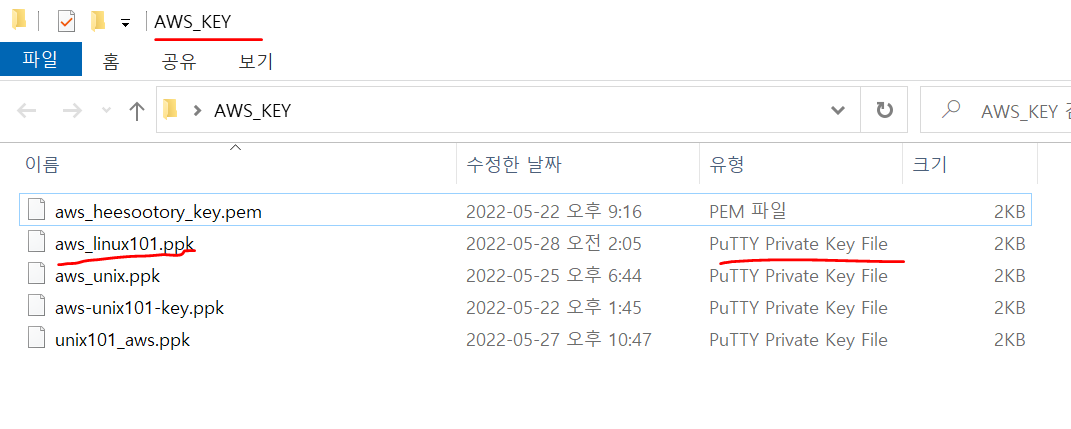 AWS_KEY
파일 홈 공유 보기
AWS_KEY AWS_KEY
이름 수정한 날짜 유형 크기
aws_heesootory_key.pem 2022-05-22 오후 9:16 PEM 파일 2KB
aws_linux101.ppk 2022-05-28 오전 2:05 PuTTY Private Key File 2KB
aws_unix.ppk 2022-05-25 오후 6:44 PuTTY Private Key File 2KB
aws-unix101-key.ppk 2022-05-22 오후 1:45 PuTTY Private Key File 2KB
unix101_aws.ppk 2022-05-27 오후 10:47 PuTTY Private Key File 2KB